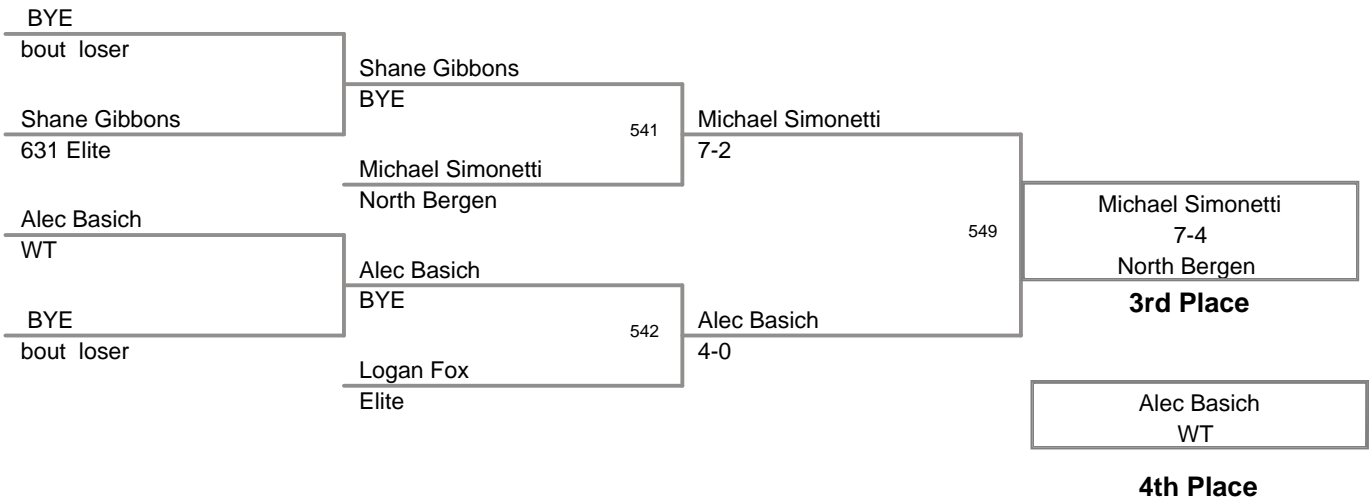 BYE
bout loser
Shane Gibbons
631 Elite
Alec Basich
WT
BYE
bout loser
Shane Gibbons
BYE
541
Michael Simonetti
North Bergen
Alec Basich
BYE
542
Logan Fox
Elite
Michael Simonetti
7-2
549
Alec Basich
4-0
Michael Simonetti
7-4
North Bergen
3rd Place
Alec Basich
WT
4th Place